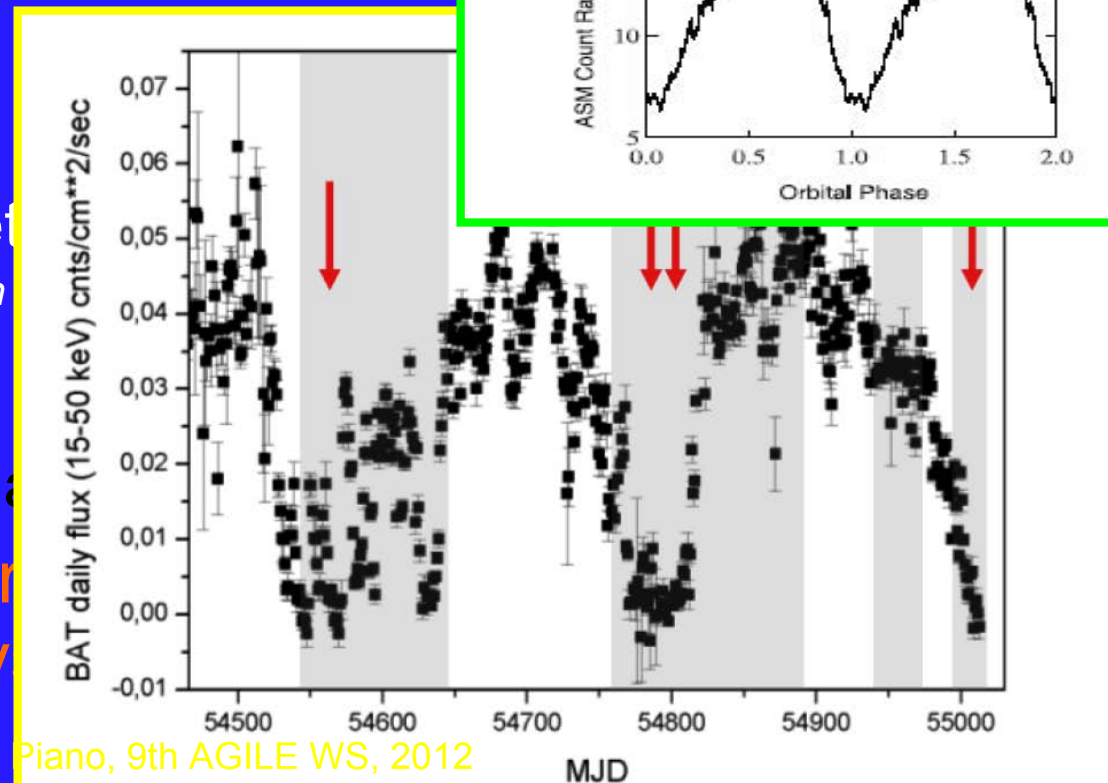 ASM Count Ra
10
5
0.0 0.5 1.0 1.5 2.0
Orbital Phase
BAT daily flux (15-50 keV) cnts/cm**2/sec
0,07
0,06
0,05
0,04
0,03
0,02
0,01
0,00
-0,01
54500 54600 54700 54800 54900 55000
MJD
Piano, 9th AGILE WS, 2012